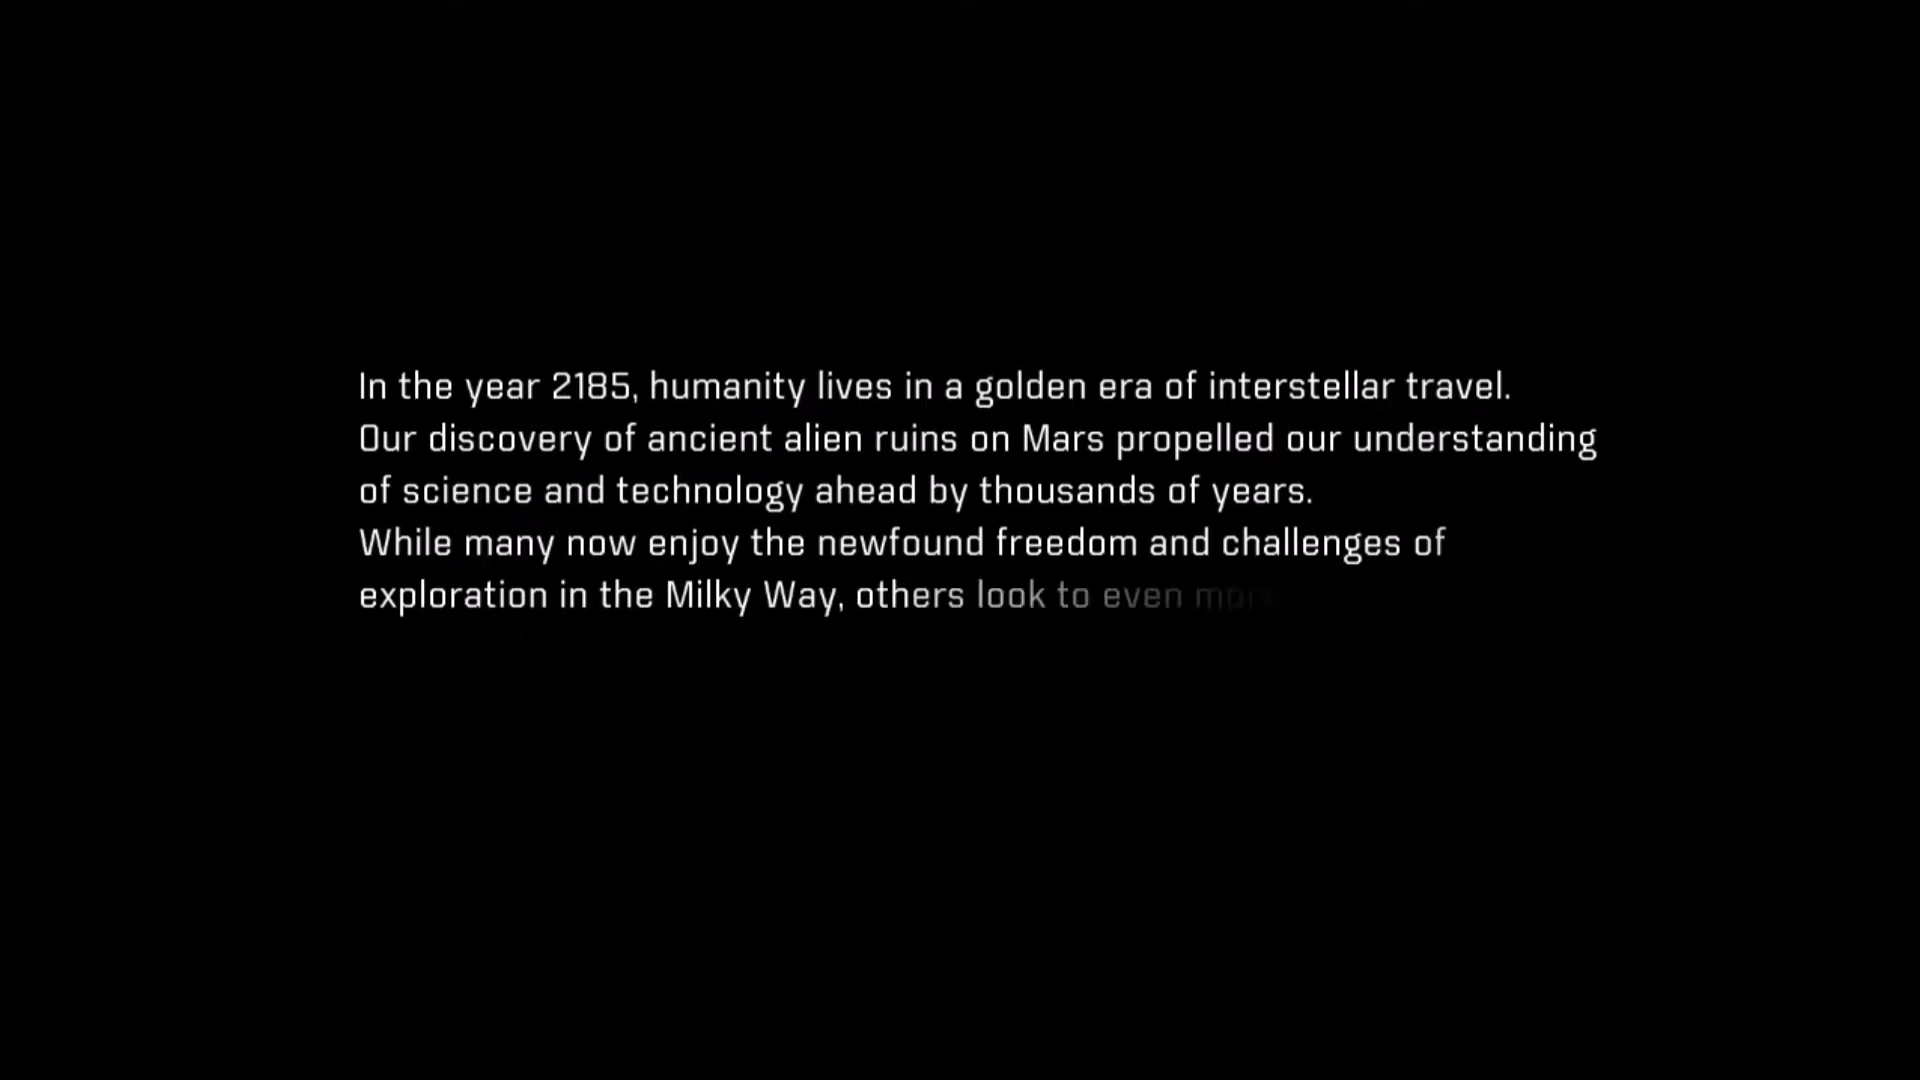 In the year 2185, humanity lives in a golden era of interstellar travel.
Our discovery of ancient alien ruins on Mars propelled our understanding
of science and technology ahead by thousands of years.
While many now enjoy the newfound freedom and challenges of
exploration in the Milky Way, others look to even more